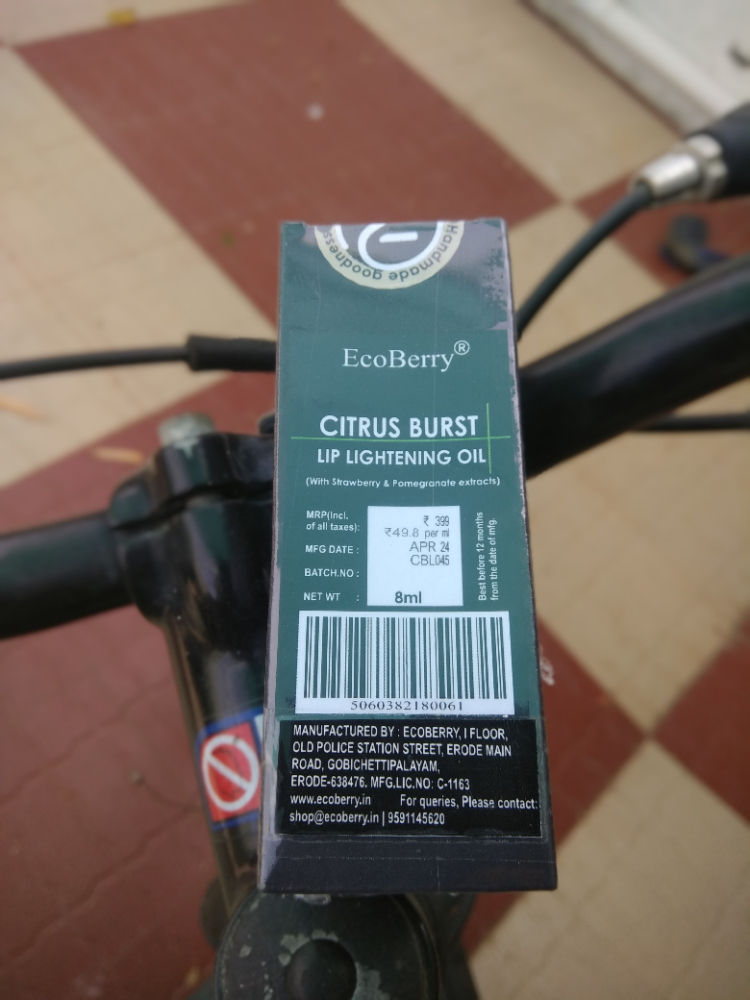 Handmade goodness
EcoBerry®
CITRUS BURST
LIP LIGHTENING OIL
(With Strawberry & Pomegranate extracts)
MRP(Incl. of all taxes): ₹ 399
₹49.8 per ml
MFG DATE : APR 24
BATCH.NO : CBL045
NET WT : 8ml
Best before 12 months
from the date of mfg.
5060382180061
MANUFACTURED BY : ECOBERRY, I FLOOR,
OLD POLICE STATION STREET, ERODE MAIN
ROAD, GOBICHETTIPALAYAM,
ERODE-638476. MFG.LIC.NO: C-1163
www.ecoberry.in For queries, Please contact:
shop@ecoberry.in | 9591145620